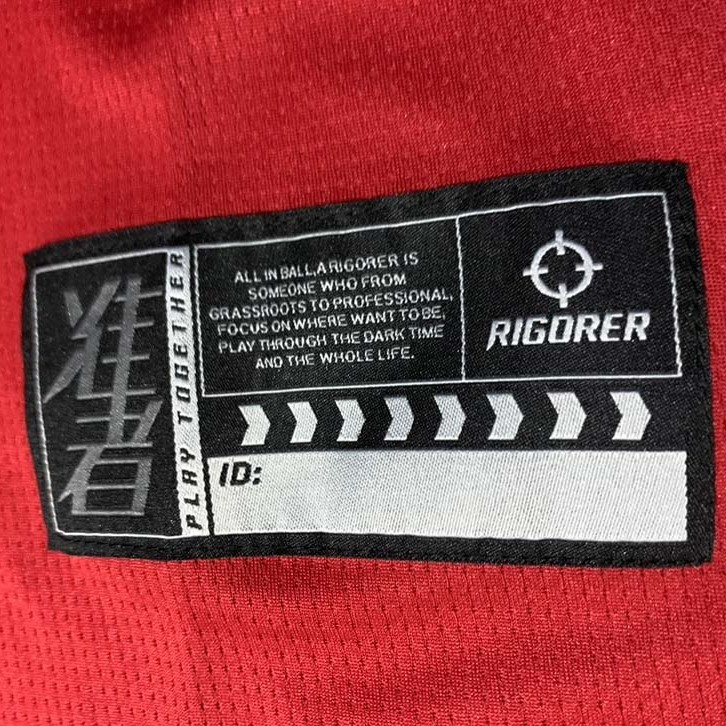 准者
PLAY TOGETHER
ALL IN BALL,A RIGORER IS
SOMEONE WHO FROM
GRASSROOTS TO PROFESSIONAL,
FOCUS ON WHERE WANT TO BE,
PLAY THROUGH THE DARK TIME
AND THE WHOLE LIFE.
RIGORER
ID: